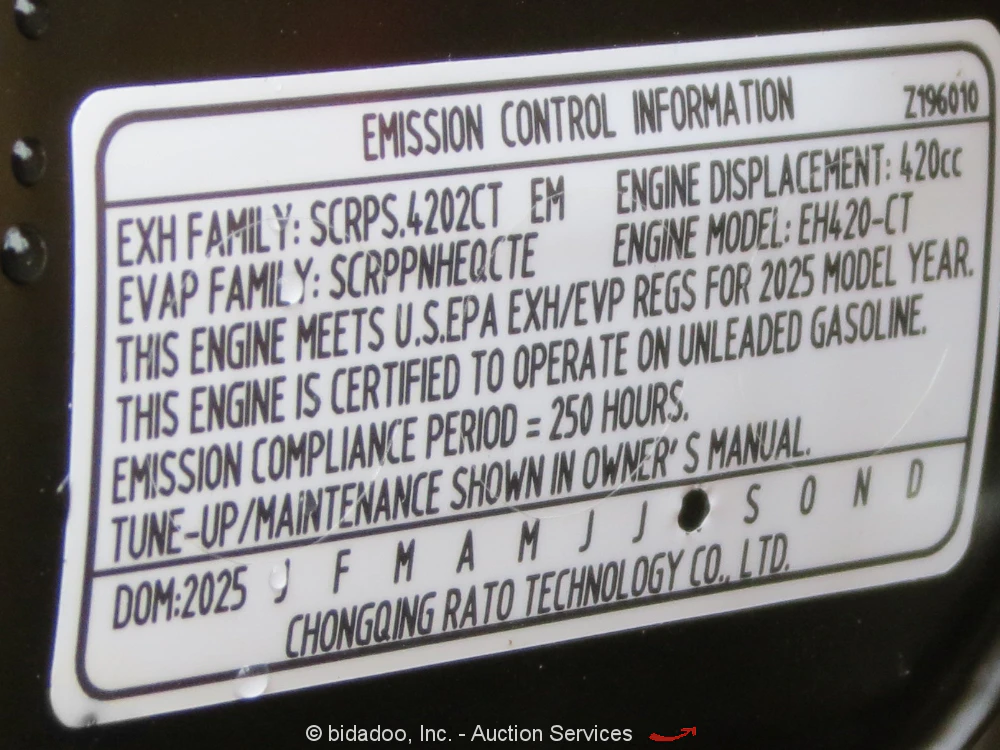 EMISSION CONTROL INFORMATION Z196010
EXH FAMILY: SCRPS.4202CT EM ENGINE DISPLACEMENT: 420cc
EVAP FAMILY: SCRPPNHEQCTE ENGINE MODEL: EH420-CT
THIS ENGINE MEETS U.S.EPA EXH/EVP REGS FOR 2025 MODEL YEAR.
THIS ENGINE IS CERTIFIED TO OPERATE ON UNLEADED GASOLINE.
EMISSION COMPLIANCE PERIOD = 250 HOURS.
TUNE-UP/MAINTENANCE SHOWN IN OWNER'S MANUAL.
DOM:2025 J F M A M J J S O N D
CHONGQING RATO TECHNOLOGY CO., LTD.
© bidadoo, Inc. - Auction Services